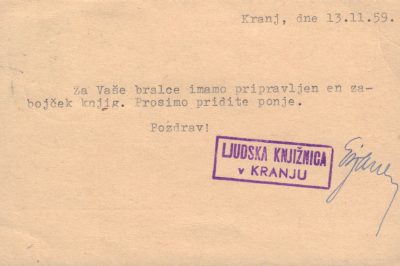 Kranj, dne 13.11.59.
Za Vaše bralce imamo pripravljen en za-
bojček knjig. Prosimo pridite ponje.
Pozdrav!
LJUDSKA KNJIŽNICA
v KRANJU